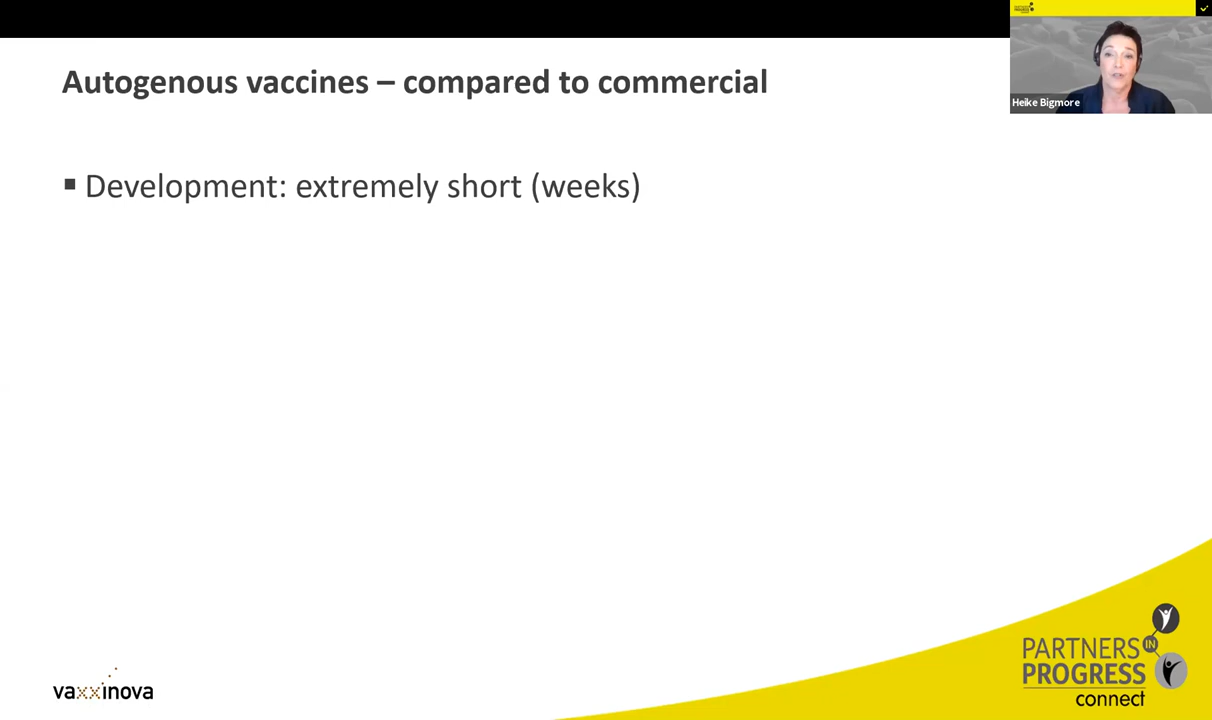 Autogenous vaccines – compared to commercial
Heike Bigmore
▪ Development: extremely short (weeks)
vaxxinova
PARTNERS
IN
PROGRESS
connect